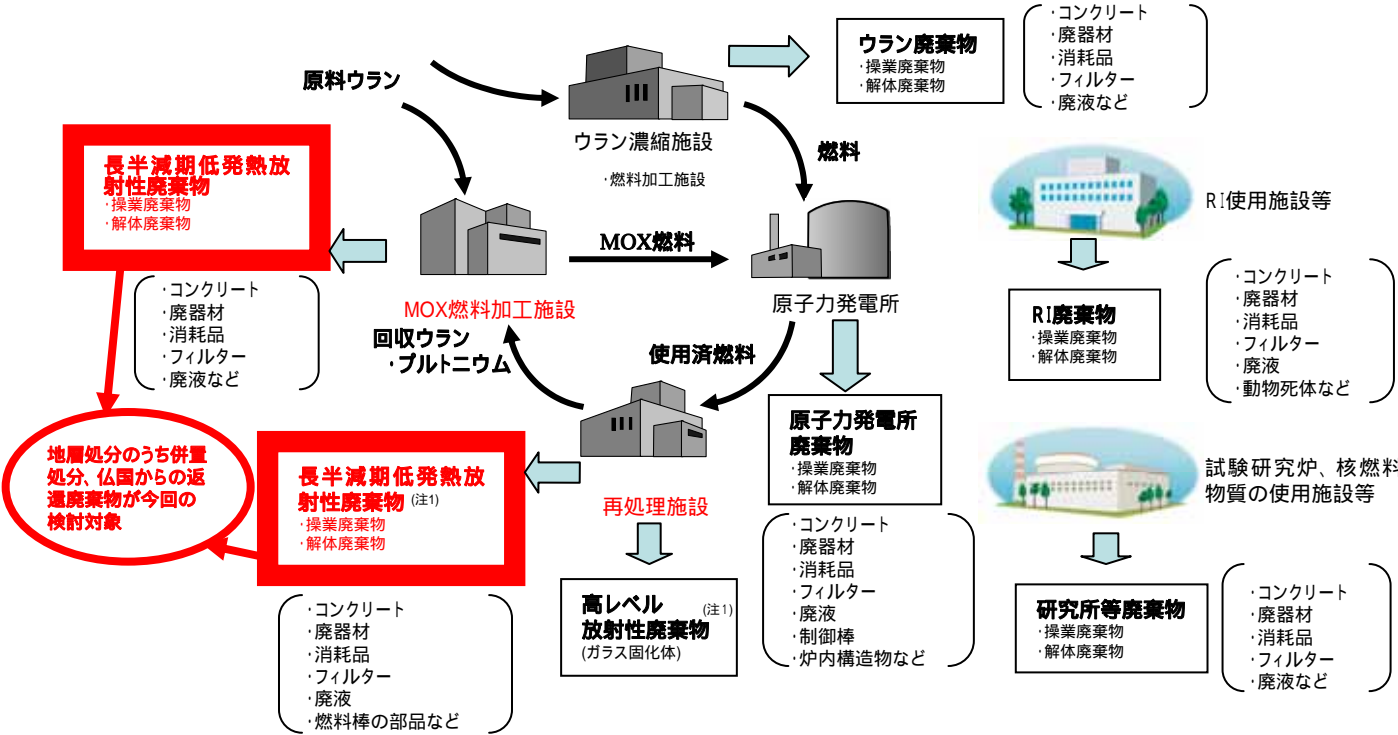 原料ウラン
ウラン濃縮施設
・燃料加工施設
ウラン廃棄物
・操業廃棄物
・解体廃棄物
・コンクリート
・廃器材
・消耗品
・フィルター
・廃液など
燃料
長半減期低発熱放
射性廃棄物
・操業廃棄物
・解体廃棄物
・コンクリート
・廃器材
・消耗品
・フィルター
・廃液など
MOX燃料
MOX燃料加工施設
原子力発電所
回収ウラン
・プルトニウム
使用済燃料
原子力発電所
廃棄物
・操業廃棄物
・解体廃棄物
・コンクリート
・廃器材
・消耗品
・フィルター
・廃液
・制御棒
・炉内構造物など
地層処分のうち併置
処分、仏国からの返
還廃棄物が今回の
検討対象
長半減期低発熱放
射性廃棄物 (注1)
・操業廃棄物
・解体廃棄物
・コンクリート
・廃器材
・消耗品
・フィルター
・廃液
・燃料棒の部品など
再処理施設
高レベル (注1)
放射性廃棄物
(ガラス固化体)
RI使用施設等
RI廃棄物
・操業廃棄物
・解体廃棄物
・コンクリート
・廃器材
・消耗品
・フィルター
・廃液
・動物死体など
試験研究炉、核燃料
物質の使用施設等
研究所等廃棄物
・操業廃棄物
・解体廃棄物
・コンクリート
・廃器材
・消耗品
・フィルター
・廃液など